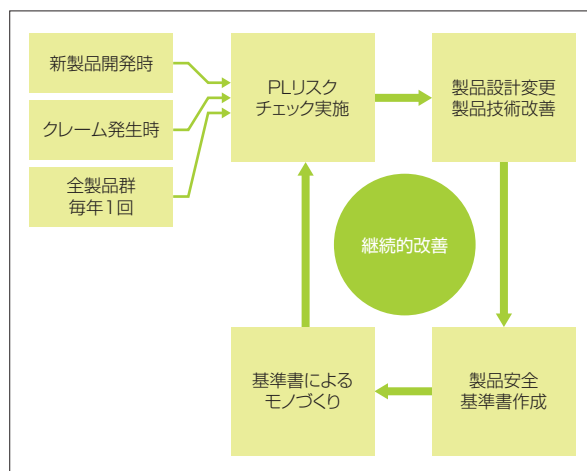 新製品開発時
クレーム発生時
全製品群
毎年1回
PLリスク
チェック実施
製品設計変更
製品技術改善
継続的改善
基準書による
モノづくり
製品安全
基準書作成